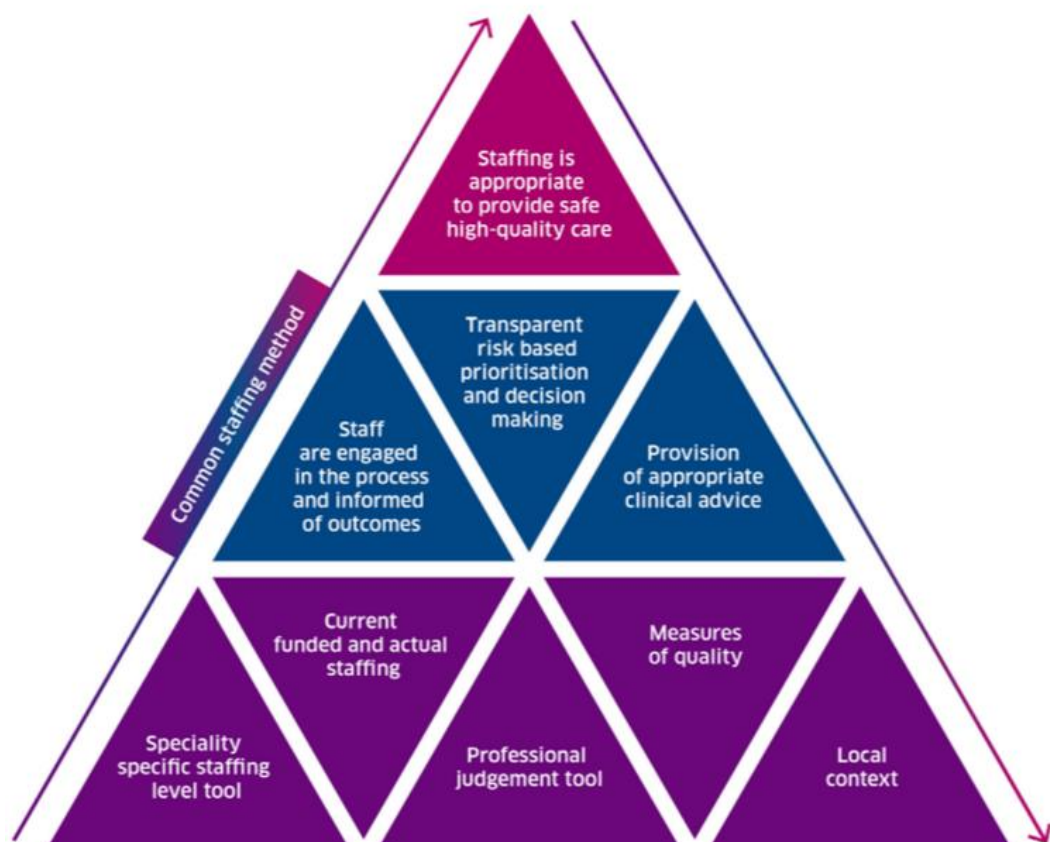 Staffing is
appropriate
to provide safe
high-quality care
Common staffing method
Transparent
risk based
prioritisation
and decision
making
Staff
are engaged
in the process
and informed
of outcomes
Provision
of appropriate
clinical advice
Current
funded and actual
staffing
Measures
of quality
Speciality
specific staffing
level tool
Professional
judgement tool
Local
context